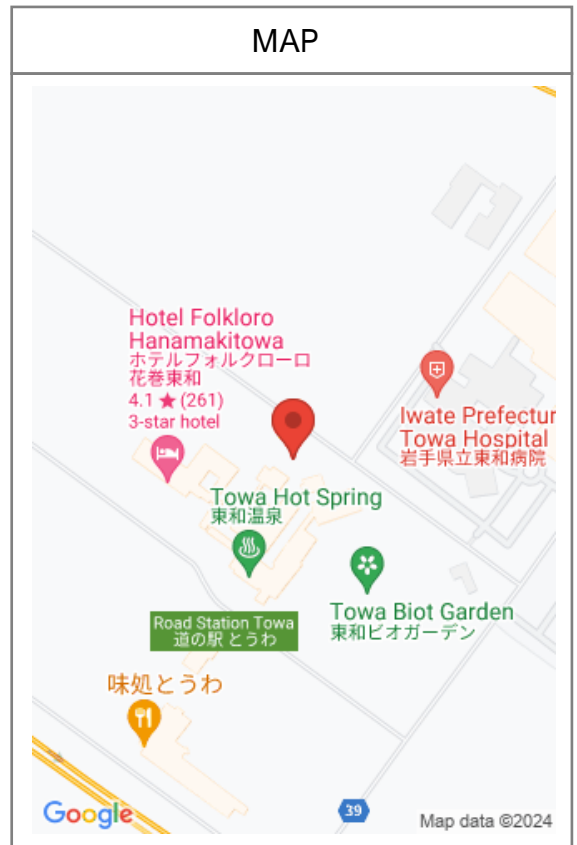 MAP
Hotel Folkloro
Hanamakitowa
ホテルフォルクローロ
花巻東和
4.1 ★ (261)
3-star hotel
Iwate Prefectur
Towa Hospital
岩手県立東和病院
Towa Hot Spring
東和温泉
Towa Biot Garden
東和ビオガーデン
Road Station Towa
道の駅 とうわ
味処とうわ
39
Google
Map data ©2024